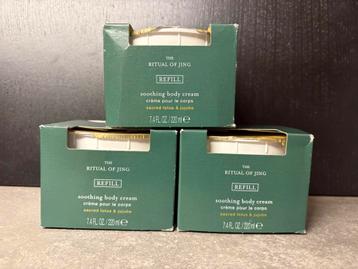 THE
RITUAL OF JING
REFILL
soothing body cream
crème pour le corps
sacred lotus & jojoba
7.4 FL. OZ / 220 ml ℮
THE
RITUAL OF JING
REFILL
soothing body cream
crème pour le corps
sacred lotus & jojoba
7.4 FL. OZ. / 220 ml ℮
THE
RITUAL OF JING
REFILL
soothing body cream
crème pour le corps
sacred lotus & jojoba
7.4 FL. OZ. / 220 ml ℮